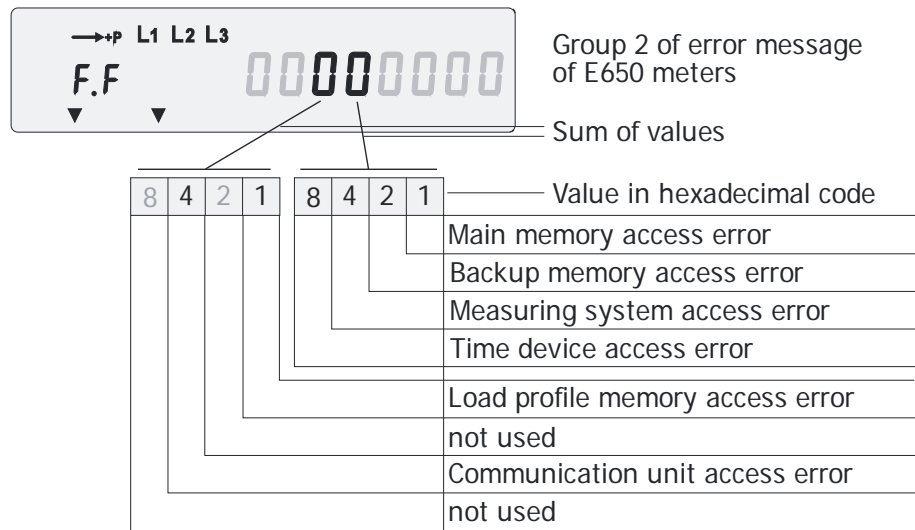 +P L1 L2 L3
F.F 00000000
Group 2 of error message
of E650 meters
Sum of values
8 4 2 1 8 4 2 1
Value in hexadecimal code
Main memory access error
Backup memory access error
Measuring system access error
Time device access error
Load profile memory access error
not used
Communication unit access error
not used